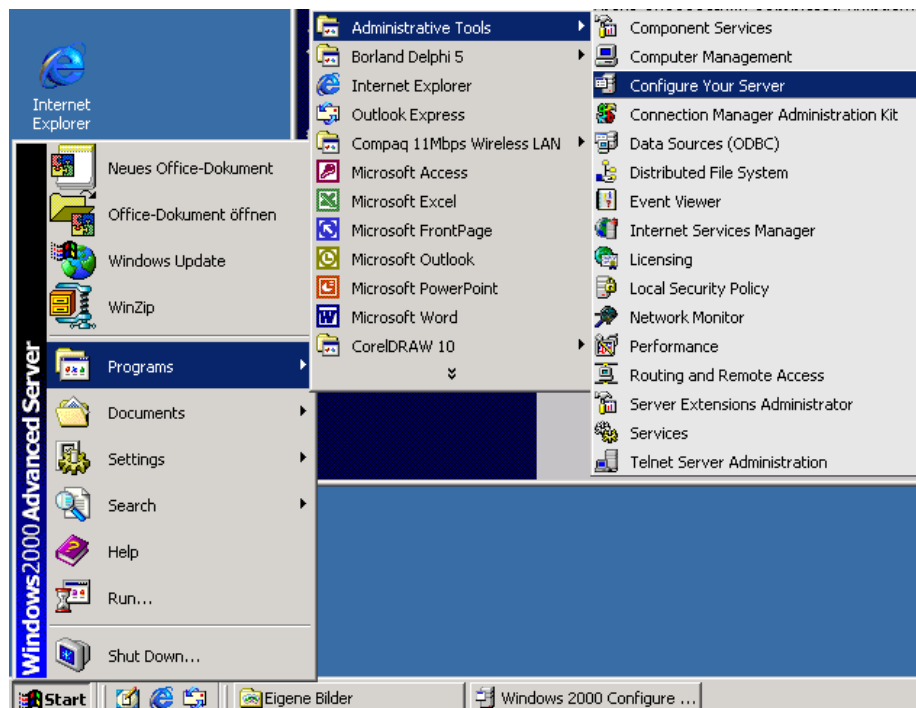 Internet
Explorer
Neues Office-Dokument
Office-Dokument öffnen
Windows Update
WinZip
Programs
Documents
Settings
Search
Help
Run...
Shut Down...
Windows2000 Advanced Server
Administrative Tools
Borland Delphi 5
Internet Explorer
Outlook Express
Compaq 11Mbps Wireless LAN
Microsoft Access
Microsoft Excel
Microsoft FrontPage
Microsoft Outlook
Microsoft PowerPoint
Microsoft Word
CorelDRAW 10
Component Services
Computer Management
Configure Your Server
Connection Manager Administration Kit
Data Sources (ODBC)
Distributed File System
Event Viewer
Internet Services Manager
Licensing
Local Security Policy
Network Monitor
Performance
Routing and Remote Access
Server Extensions Administrator
Services
Telnet Server Administration
Start
Eigene Bilder
Windows 2000 Configure ...